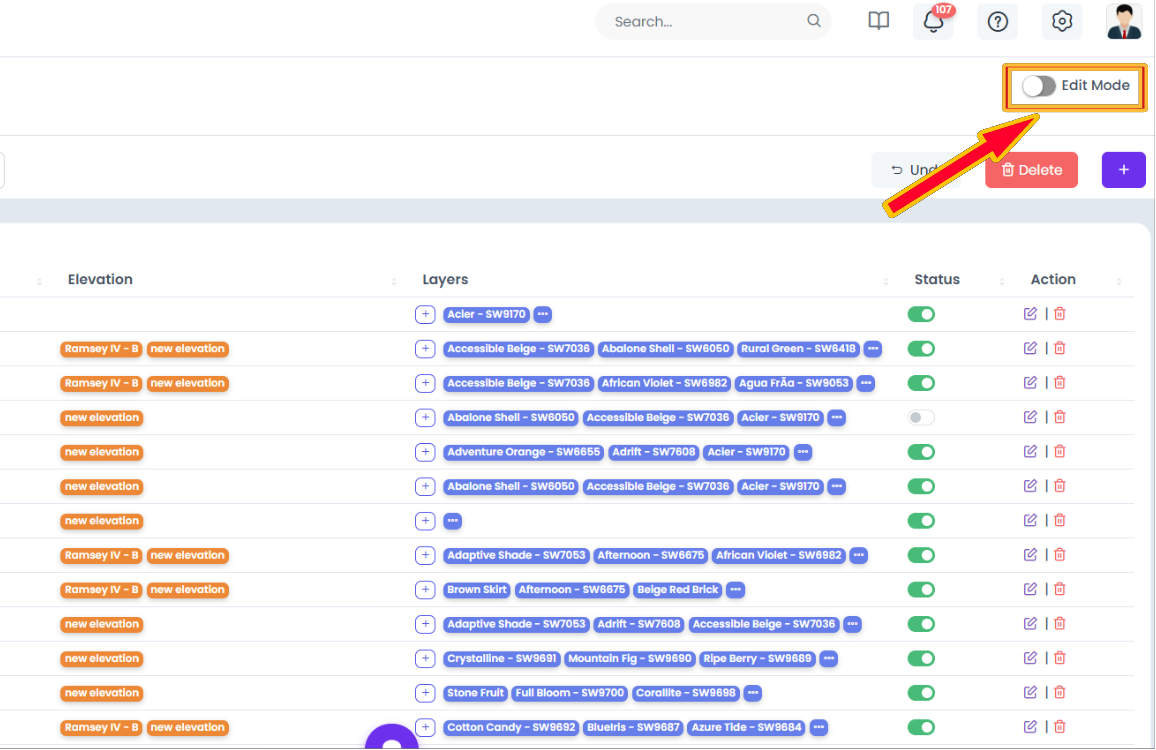 Search...
107
Edit Mode
Delete
+
Elevation Layers Status Action
+ Acier - SW9170 ...
Ramsey IV - B new elevation + Accessible Beige - SW7036 Abalone Shell - SW6050 Rural Green - SW6418 ... |
Ramsey IV - B new elevation + Accessible Beige - SW7036 African Violet - SW6982 Agua FrÃa - SW9053 ... |
new elevation + Abalone Shell - SW6050 Accessible Beige - SW7036 Acier - SW9170 ... |
new elevation + Adventure Orange - SW6655 Adrift - SW7608 Acier - SW9170 ... |
new elevation + Abalone Shell - SW6050 Accessible Beige - SW7036 Acier - SW9170 ... |
new elevation + ... |
Ramsey IV - B new elevation + Adaptive Shade - SW7053 Afternoon - SW6675 African Violet - SW6982 ... |
Ramsey IV - B new elevation + Brown Skirt Afternoon - SW6675 Beige Red Brick ... |
new elevation + Adaptive Shade - SW7053 Adrift - SW7608 Accessible Beige - SW7036 ... |
new elevation + Crystalline - SW9691 Mountain Fig - SW9690 Ripe Berry - SW9689 ... |
new elevation + Stone Fruit Full Bloom - SW9700 Corallite - SW9698 ... |
Ramsey IV - B new elevation + Cotton Candy - SW9692 BlueIris - SW9687 Azure Tide - SW9684 ... |